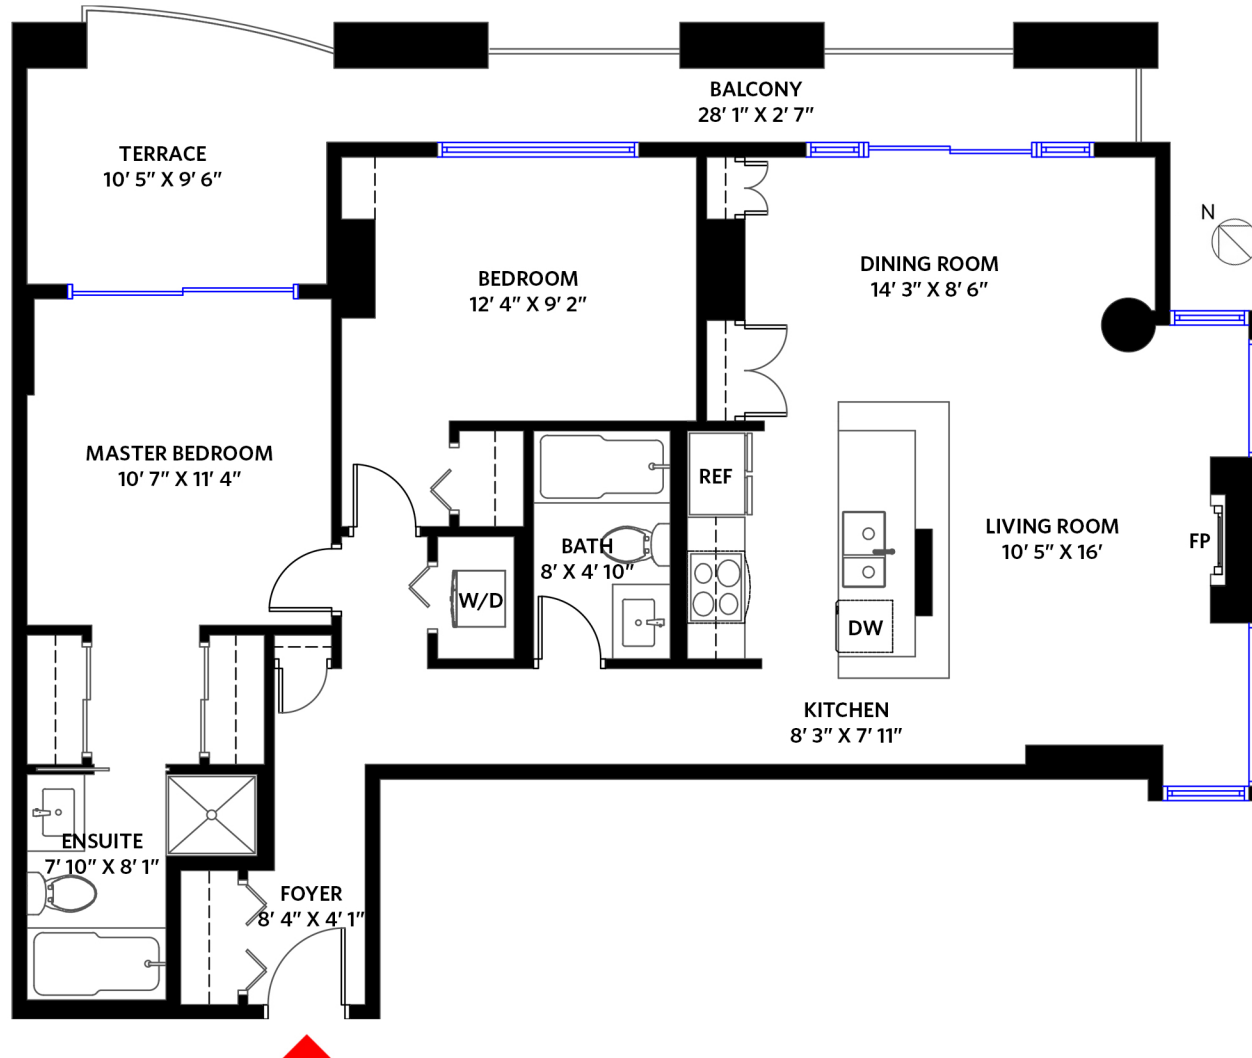 BALCONY
28' 1" X 2' 7"
TERRACE
10' 5" X 9' 6"
N
BEDROOM
12' 4" X 9' 2"
DINING ROOM
14' 3" X 8' 6"
MASTER BEDROOM
10' 7" X 11' 4"
REF
LIVING ROOM
10' 5" X 16'
FP
BATH
8' X 4' 10"
W/D
DW
KITCHEN
8' 3" X 7' 11"
ENSUITE
7' 10" X 8' 1"
FOYER
8' 4" X 4' 1"